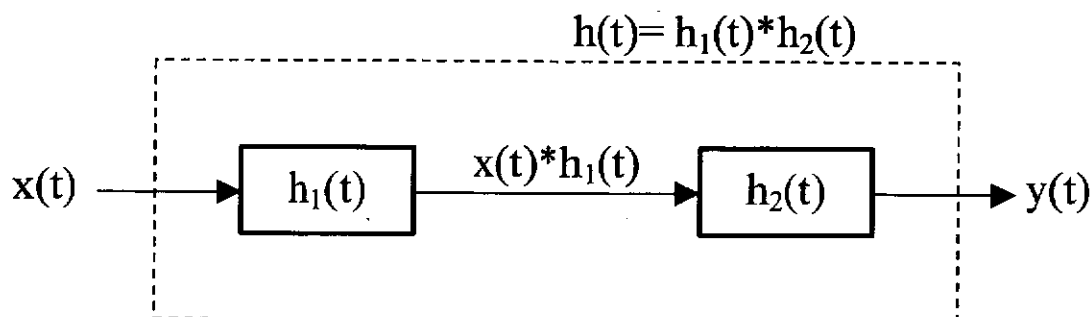 h(t)= h₁(t)*h₂(t)
x(t)
h₁(t)
x(t)*h₁(t)
h₂(t)
y(t)